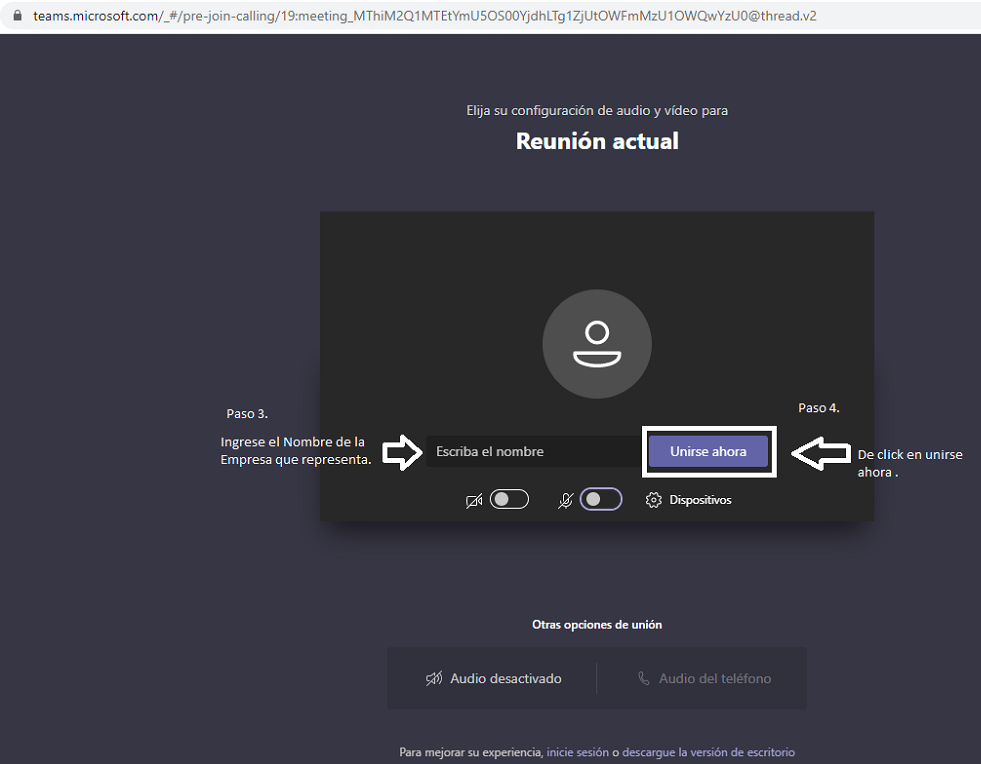 teams.microsoft.com/_#/pre-join-calling/19:meeting_MThiM2Q1MTEtYmU5OS00YjdhLTg1ZjUtOWFmMzU1OWQwYzU0@thread.v2
Elija su configuración de audio y vídeo para
Reunión actual
Paso 3.
Ingrese el Nombre de la
Empresa que representa.
Escriba el nombre
Unirse ahora
Paso 4.
De click en unirse
ahora .
Dispositivos
Otras opciones de unión
Audio desactivado
Audio del teléfono
Para mejorar su experiencia, inicie sesión o descargue la versión de escritorio